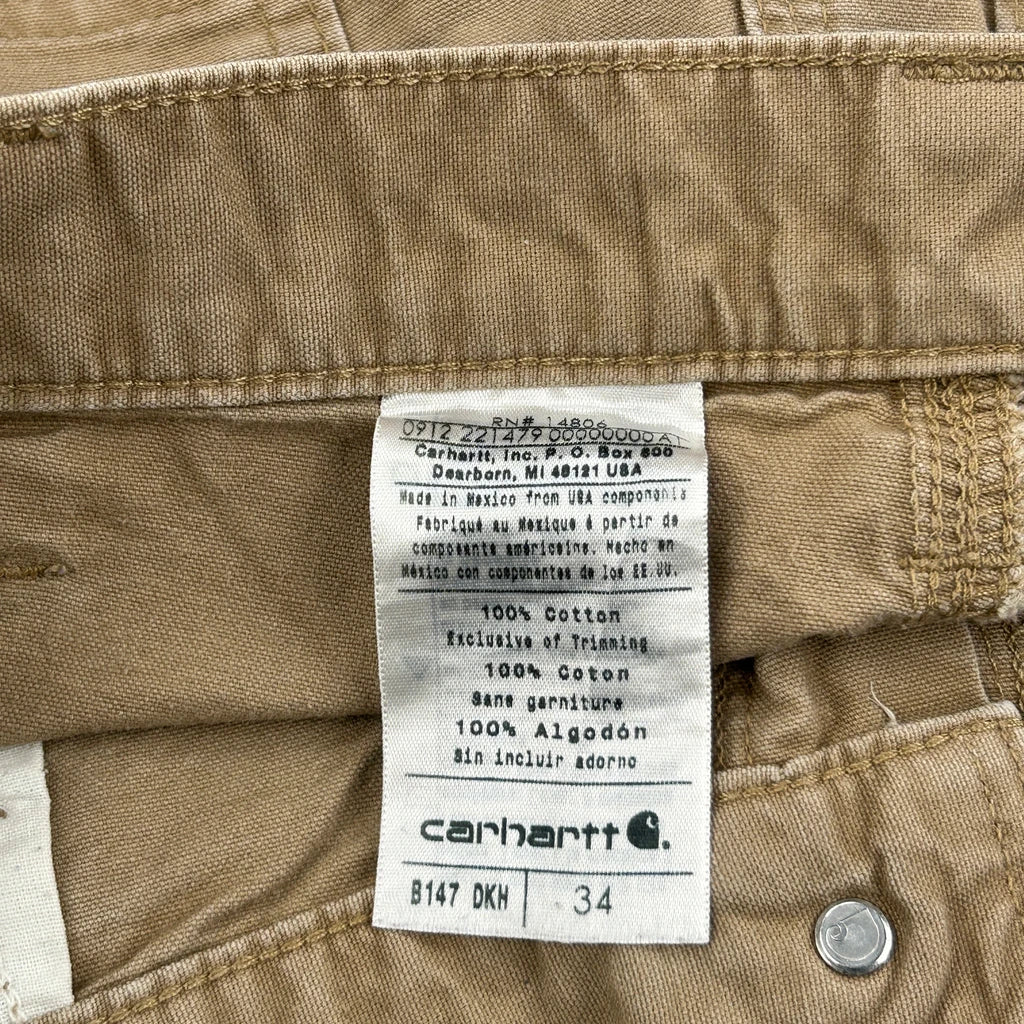 RN# 14806
0912 221479 00000000A1
Carhartt, Inc. P. O. Box 600
Dearborn, MI 48121 USA
Made in Mexico from USA components
Fabriqué au Mexique à partir de
composants américains. Hecho en
México con componentes de los EE.UU.
100% Cotton
Exclusive of Trimming
100% Coton
Sans garniture
100% Algodón
Sin incluir adorno
carhartt
B147 DKH 34